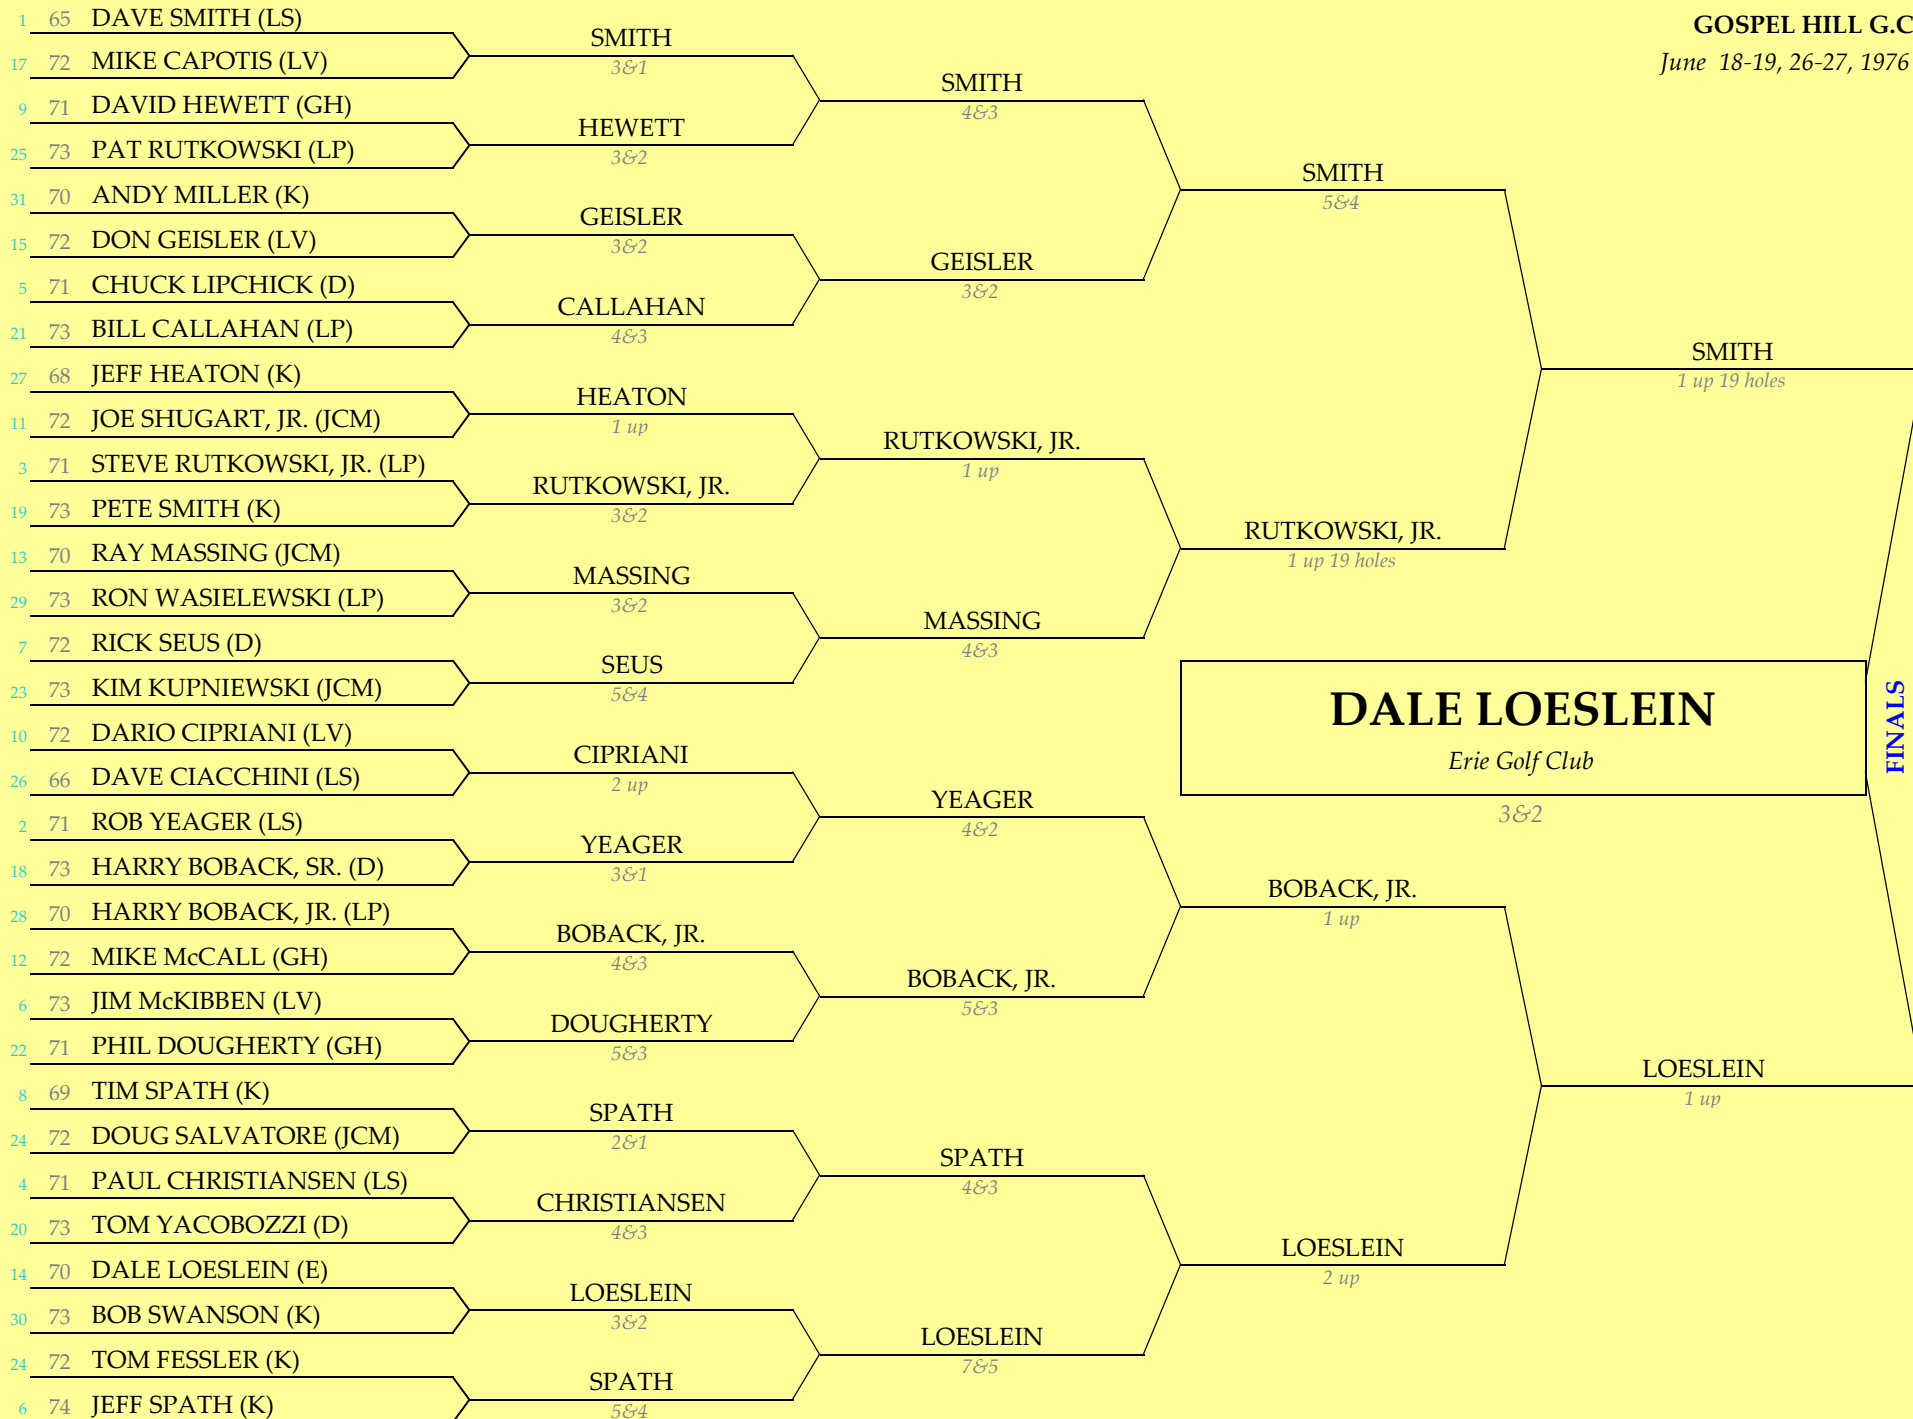 GOSPEL HILL G.C
June 18-19, 26-27, 1976
1 65 DAVE SMITH (LS)
17 72 MIKE CAPOTIS (LV)
9 71 DAVID HEWETT (GH)
25 73 PAT RUTKOWSKI (LP)
31 70 ANDY MILLER (K)
15 72 DON GEISLER (LV)
5 71 CHUCK LIPCHICK (D)
21 73 BILL CALLAHAN (LP)
27 68 JEFF HEATON (K)
11 72 JOE SHUGART, JR. (JCM)
3 71 STEVE RUTKOWSKI, JR. (LP)
19 73 PETE SMITH (K)
13 70 RAY MASSING (JCM)
29 73 RON WASIELEWSKI (LP)
7 72 RICK SEUS (D)
23 73 KIM KUPNIEWSKI (JCM)
10 72 DARIO CIPRIANI (LV)
26 66 DAVE CIACCHINI (LS)
2 71 ROB YEAGER (LS)
18 73 HARRY BOBACK, SR. (D)
28 70 HARRY BOBACK, JR. (LP)
12 72 MIKE McCALL (GH)
6 73 JIM McKIBBEN (LV)
22 71 PHIL DOUGHERTY (GH)
8 69 TIM SPATH (K)
24 72 DOUG SALVATORE (JCM)
4 71 PAUL CHRISTIANSEN (LS)
20 73 TOM YACOBOZZI (D)
14 70 DALE LOESLEIN (E)
30 73 BOB SWANSON (K)
24 72 TOM FESSLER (K)
6 74 JEFF SPATH (K)
SMITH
3&1
HEWETT
3&2
GEISLER
3&2
CALLAHAN
4&3
HEATON
1 up
RUTKOWSKI, JR.
3&2
MASSING
3&2
SEUS
5&4
CIPRIANI
2 up
YEAGER
3&1
BOBACK, JR.
4&3
DOUGHERTY
5&3
SPATH
2&1
CHRISTIANSEN
4&3
LOESLEIN
3&2
SPATH
5&4
SMITH
4&3
GEISLER
3&2
RUTKOWSKI, JR.
1 up
MASSING
4&3
YEAGER
4&2
BOBACK, JR.
5&3
SPATH
4&3
LOESLEIN
7&5
SMITH
5&4
RUTKOWSKI, JR.
1 up 19 holes
BOBACK, JR.
1 up
LOESLEIN
2 up
SMITH
1 up 19 holes
LOESLEIN
1 up
FINALS
DALE LOESLEIN
Erie Golf Club
3&2